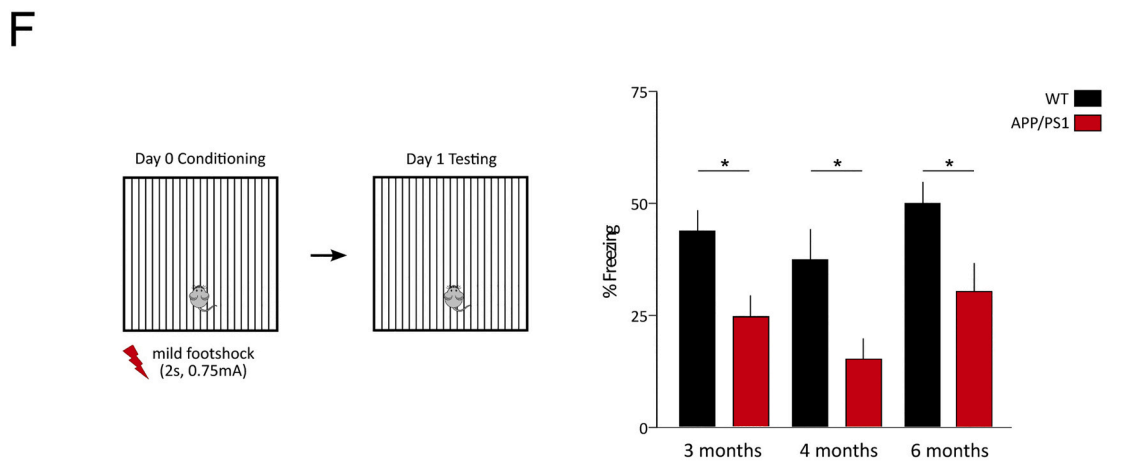 F
Day 0 Conditioning
Day 1 Testing
mild footshock
(2s, 0.75mA)
WT
APP/PS1
75
50
25
0
% Freezing
*
*
*
3 months
4 months
6 months